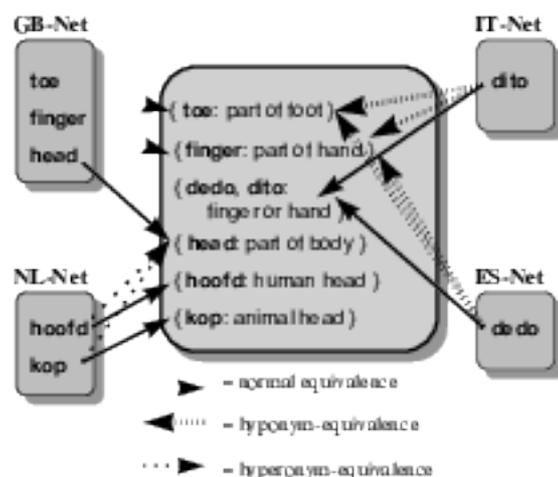 GB-Net
toe
finger
head
IT-Net
dito
{ toe: part of foot }
{ finger: part of hand }
{ dedo, dito:
finger or hand }
{ head: part of body }
{ hoofd: human head }
{ kop: animal head }
NL-Net
hoofd
kop
ES-Net
dedo
= normal equivalence
= hyponym-equivalence
= hyperonym-equivalence